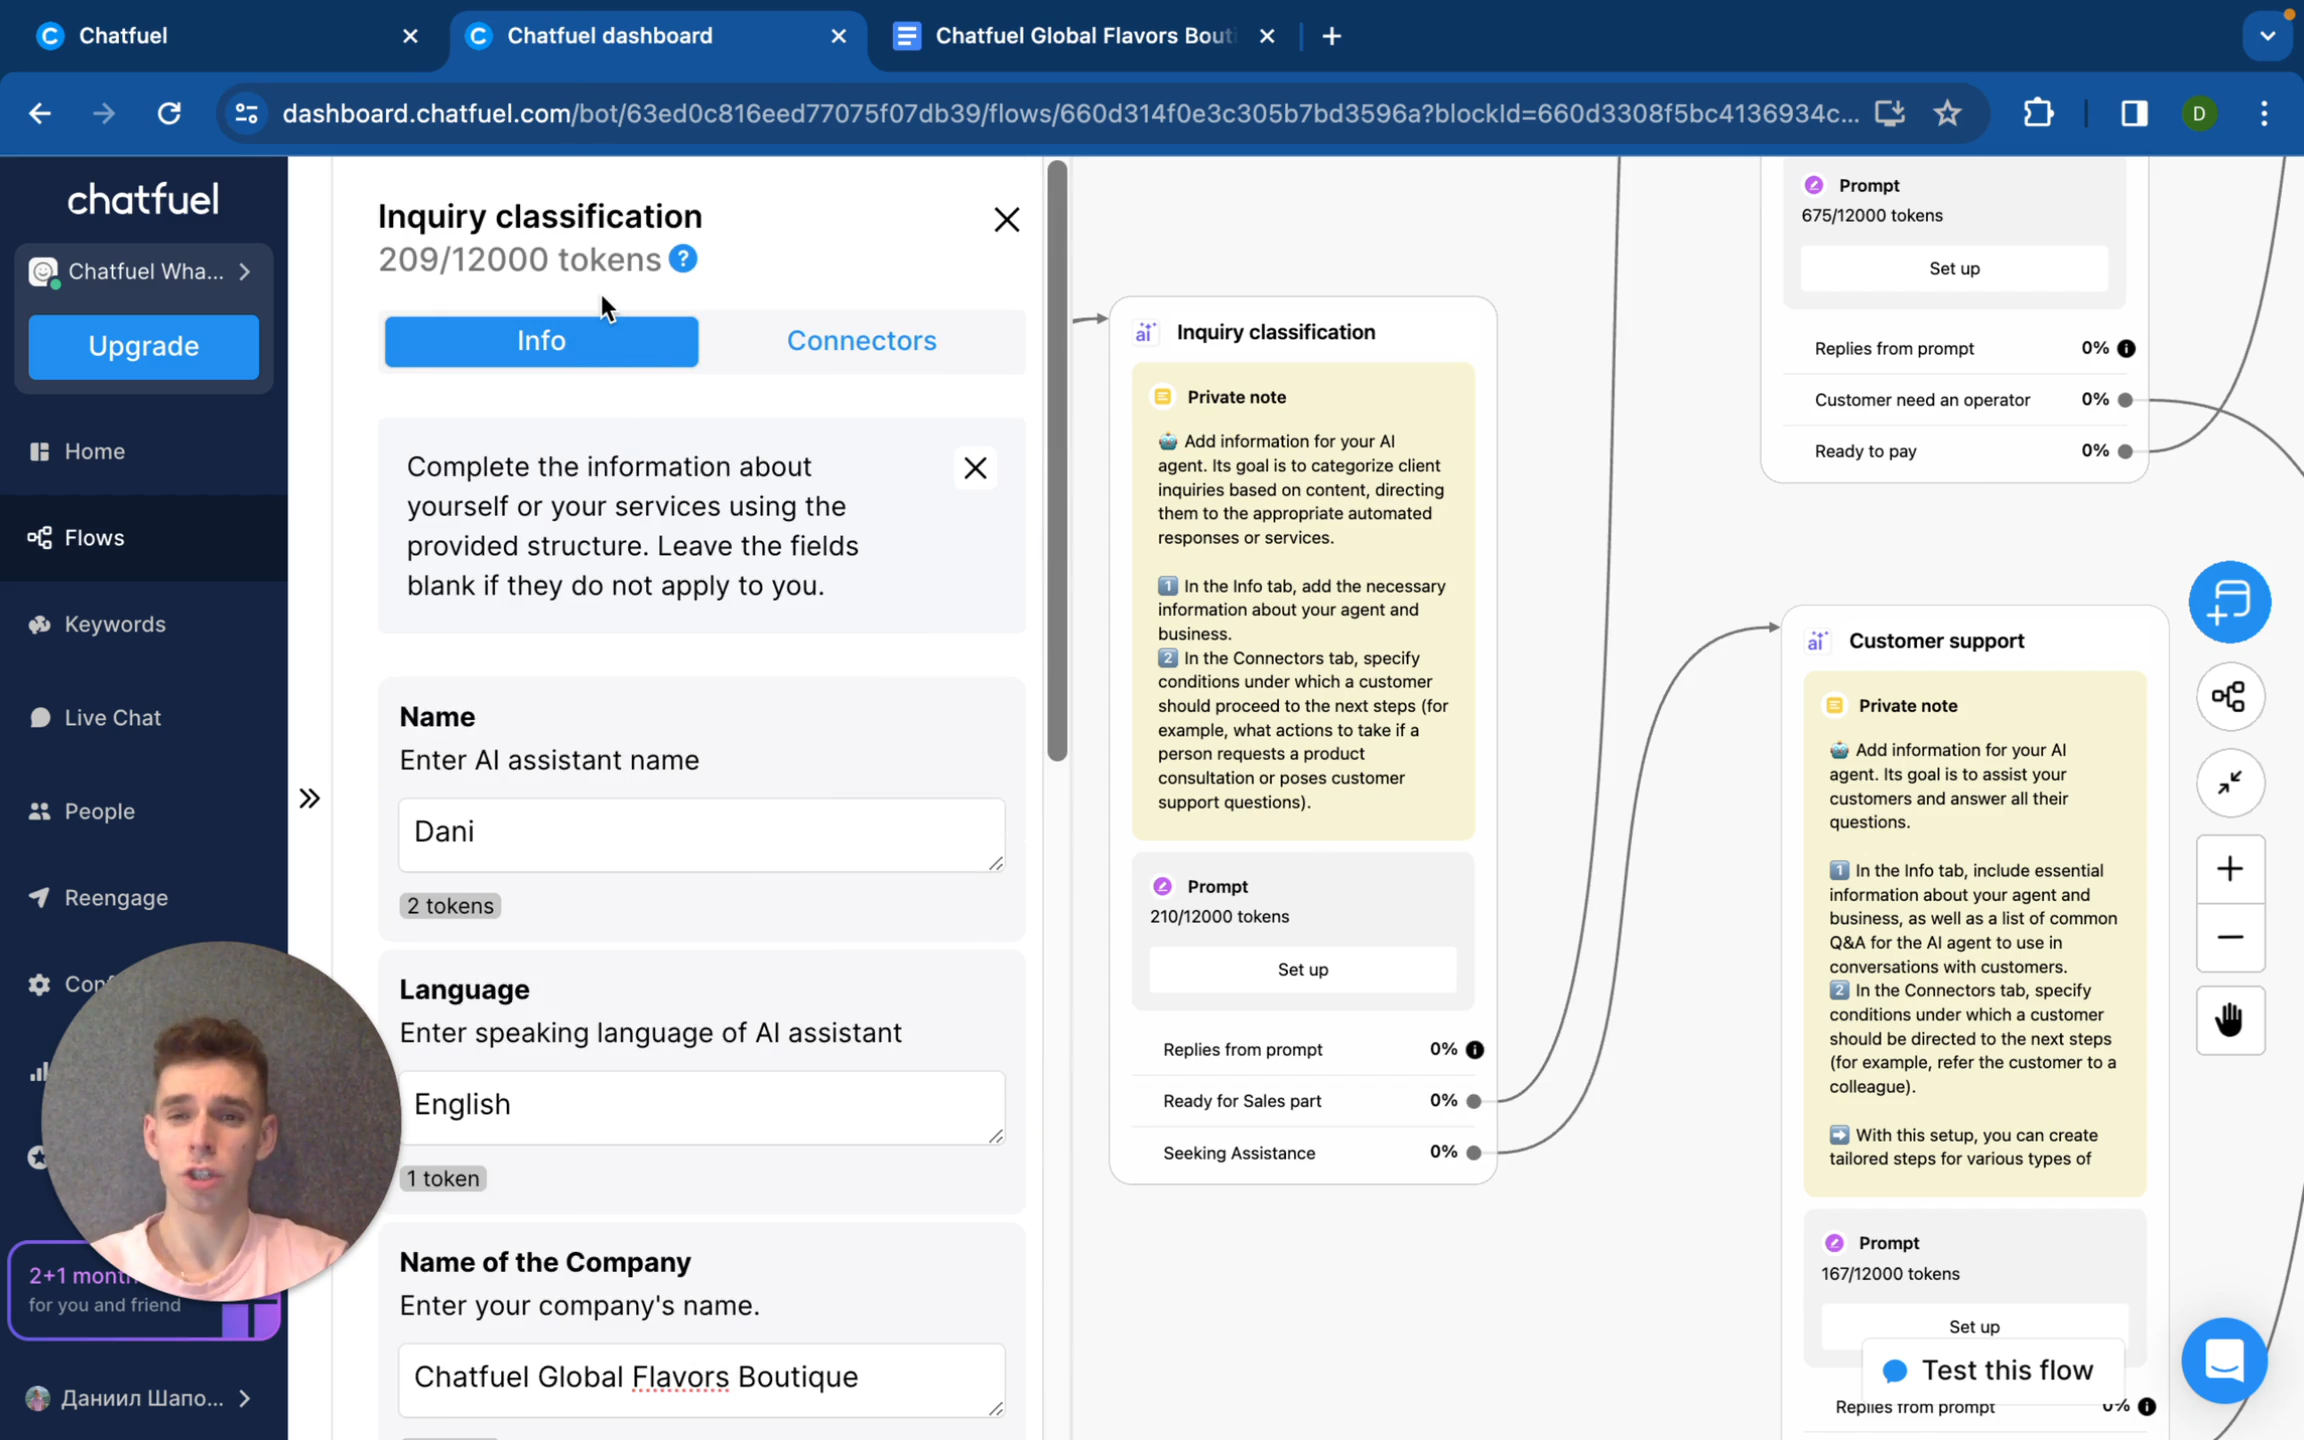 Chatfuel
Chatfuel dashboard
Chatfuel Global Flavors Bout
dashboard.chatfuel.com/bot/63ed0c816eed77075f07db39/flows/660d314f0e3c305b7bd3596a?blockId=660d3308f5bc4136934c...
D
chatfuel
Chatfuel Wha...
Upgrade
Home
Flows
Keywords
Live Chat
People
Reengage
2+1 month
for you and friend
Даниил Шапо...
Inquiry classification
209/12000 tokens ?
Info
Connectors
Complete the information about
yourself or your services using the
provided structure. Leave the fields
blank if they do not apply to you.
Name
Enter AI assistant name
Dani
2 tokens
Language
Enter speaking language of AI assistant
English
1 token
Name of the Company
Enter your company's name.
Chatfuel Global Flavors Boutique
ai Inquiry classification
Private note
Add information for your AI
agent. Its goal is to categorize client
inquiries based on content, directing
them to the appropriate automated
responses or services.
1 In the Info tab, add the necessary
information about your agent and
business.
2 In the Connectors tab, specify
conditions under which a customer
should proceed to the next steps (for
example, what actions to take if a
person requests a product
consultation or poses customer
support questions).
Prompt
210/12000 tokens
Set up
Replies from prompt 0%
Ready for Sales part 0%
Seeking Assistance 0%
Prompt
675/12000 tokens
Set up
Replies from prompt 0%
Customer need an operator 0%
Ready to pay 0%
ai Customer support
Private note
Add information for your AI
agent. Its goal is to assist your
customers and answer all their
questions.
1 In the Info tab, include essential
information about your agent and
business, as well as a list of common
Q&A for the AI agent to use in
conversations with customers.
2 In the Connectors tab, specify
conditions under which a customer
should be directed to the next steps
(for example, refer the customer to a
colleague).
With this setup, you can create
tailored steps for various types of
Prompt
167/12000 tokens
Set up
Test this flow
Replies from prompt 0%